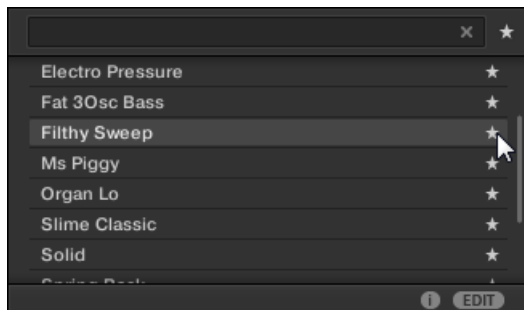 Electro Pressure
Fat 3Osc Bass
Filthy Sweep
Ms Piggy
Organ Lo
Slime Classic
Solid
i EDIT